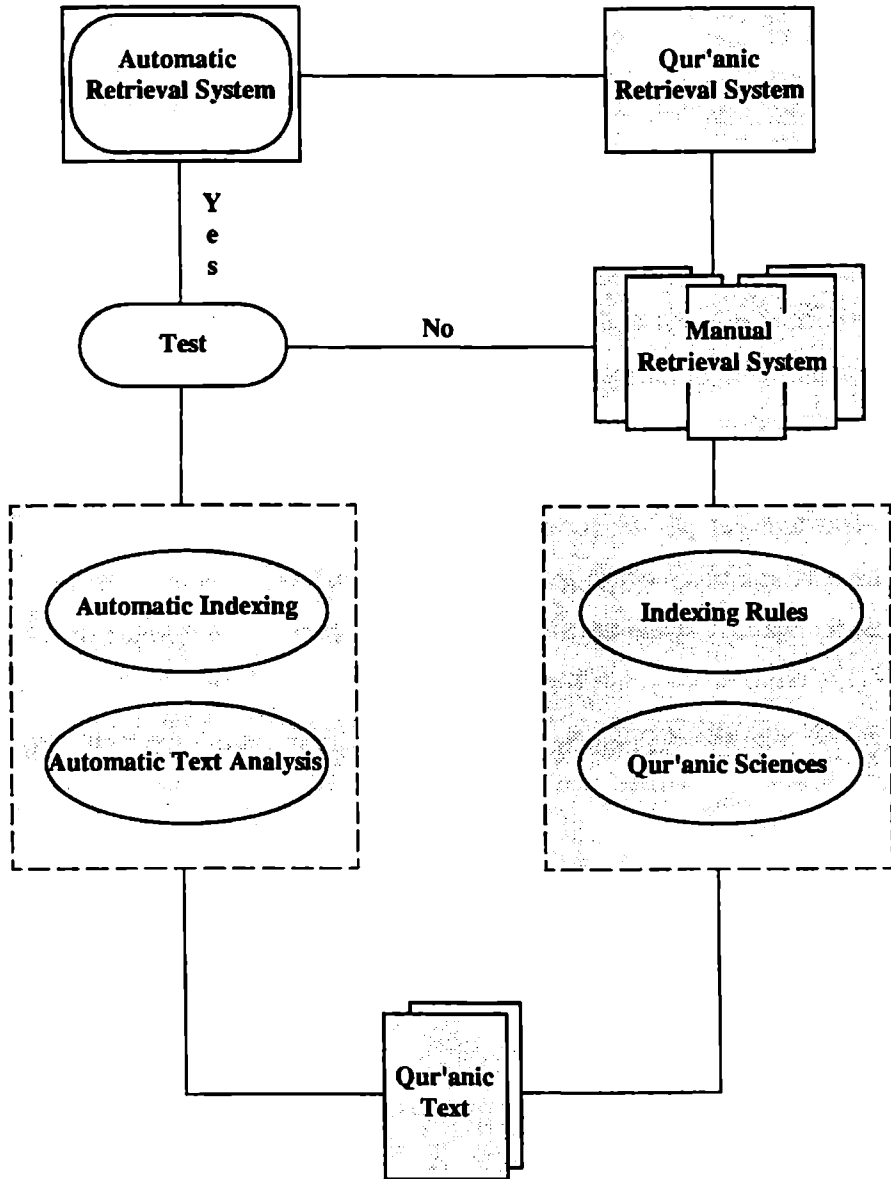 Automatic
Retrieval System
Qur'anic
Retrieval System
Y
e
s
Test
No
Manual
Retrieval System
Automatic Indexing
Indexing Rules
Automatic Text Analysis
Qur'anic Sciences
Qur'anic
Text